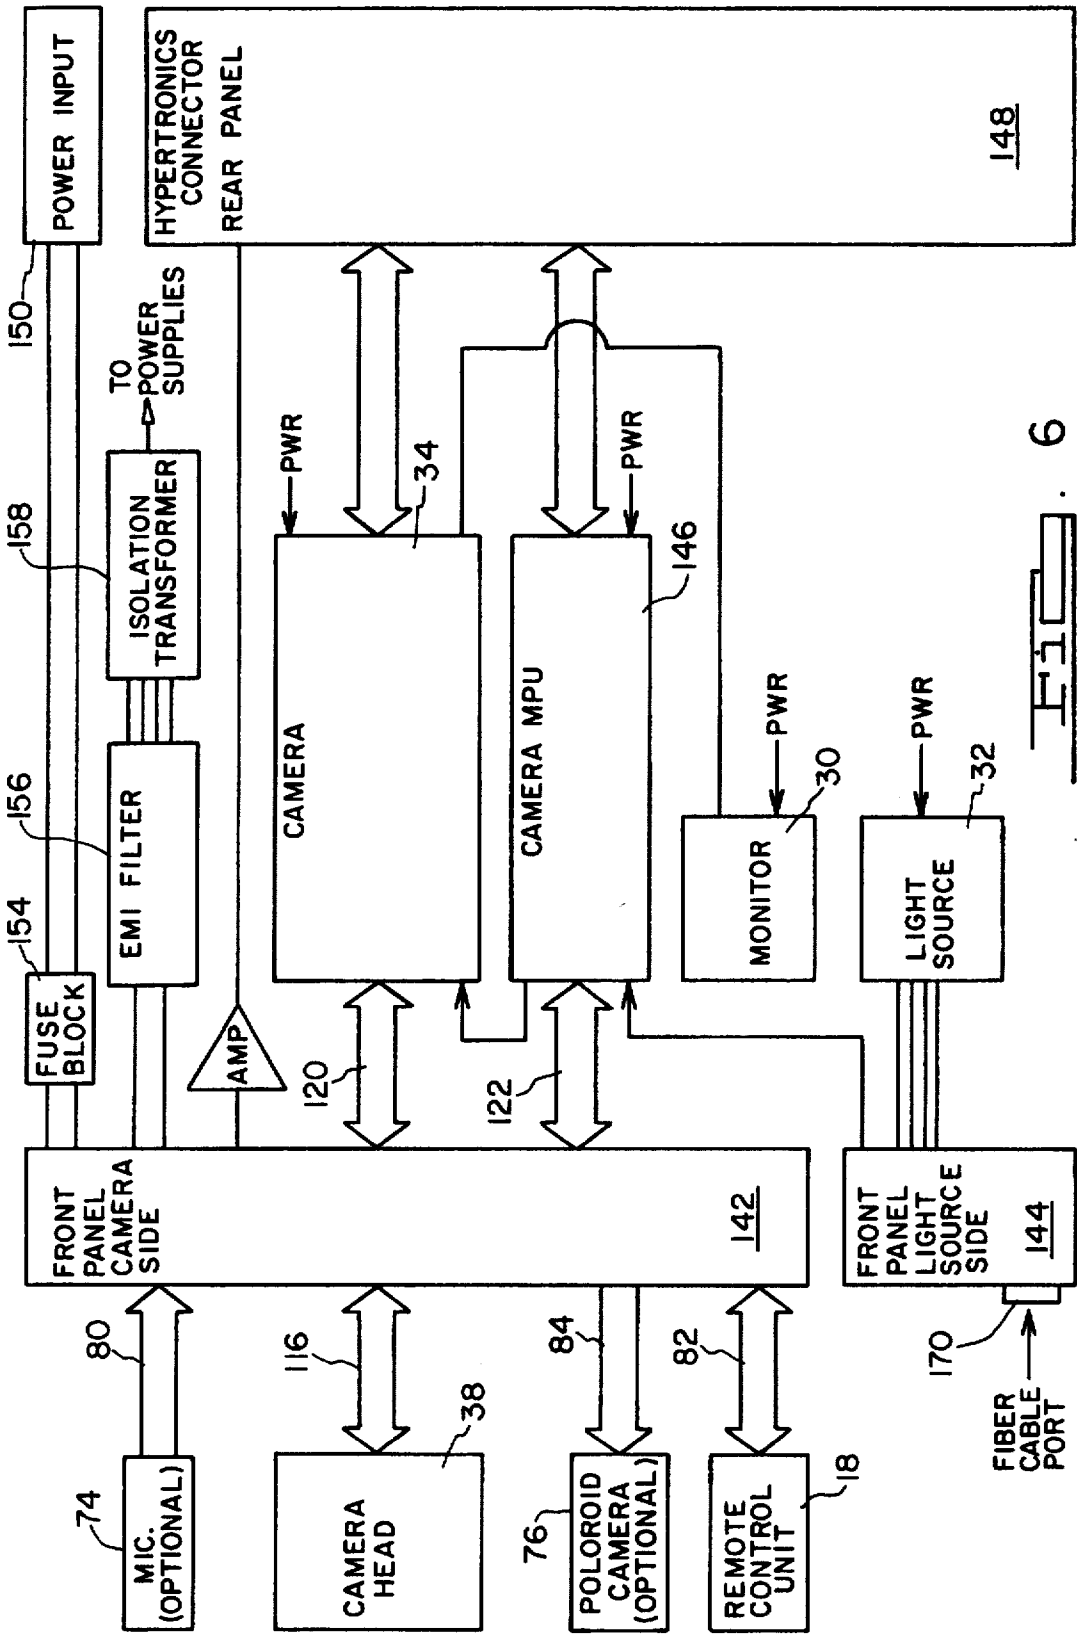 74
MIC.
(OPTIONAL)
80
CAMERA
HEAD
38
116
76
POLOROID
CAMERA
(OPTIONAL)
84
REMOTE
CONTROL
UNIT
18
82
FIBER
CABLE
PORT
170
FRONT
PANEL
CAMERA
SIDE
142
FRONT
PANEL
LIGHT
SOURCE
SIDE
144
FUSE
BLOCK
154
EMI FILTER
156
AMP
120
122
CAMERA
34
PWR
CAMERA MPU
146
PWR
MONITOR
30
PWR
LIGHT
SOURCE
32
PWR
ISOLATION
TRANSFORMER
158
TO
POWER
SUPPLIES
150
POWER INPUT
HYPERTRONICS
CONNECTOR
REAR PANEL
148
Fig. 6